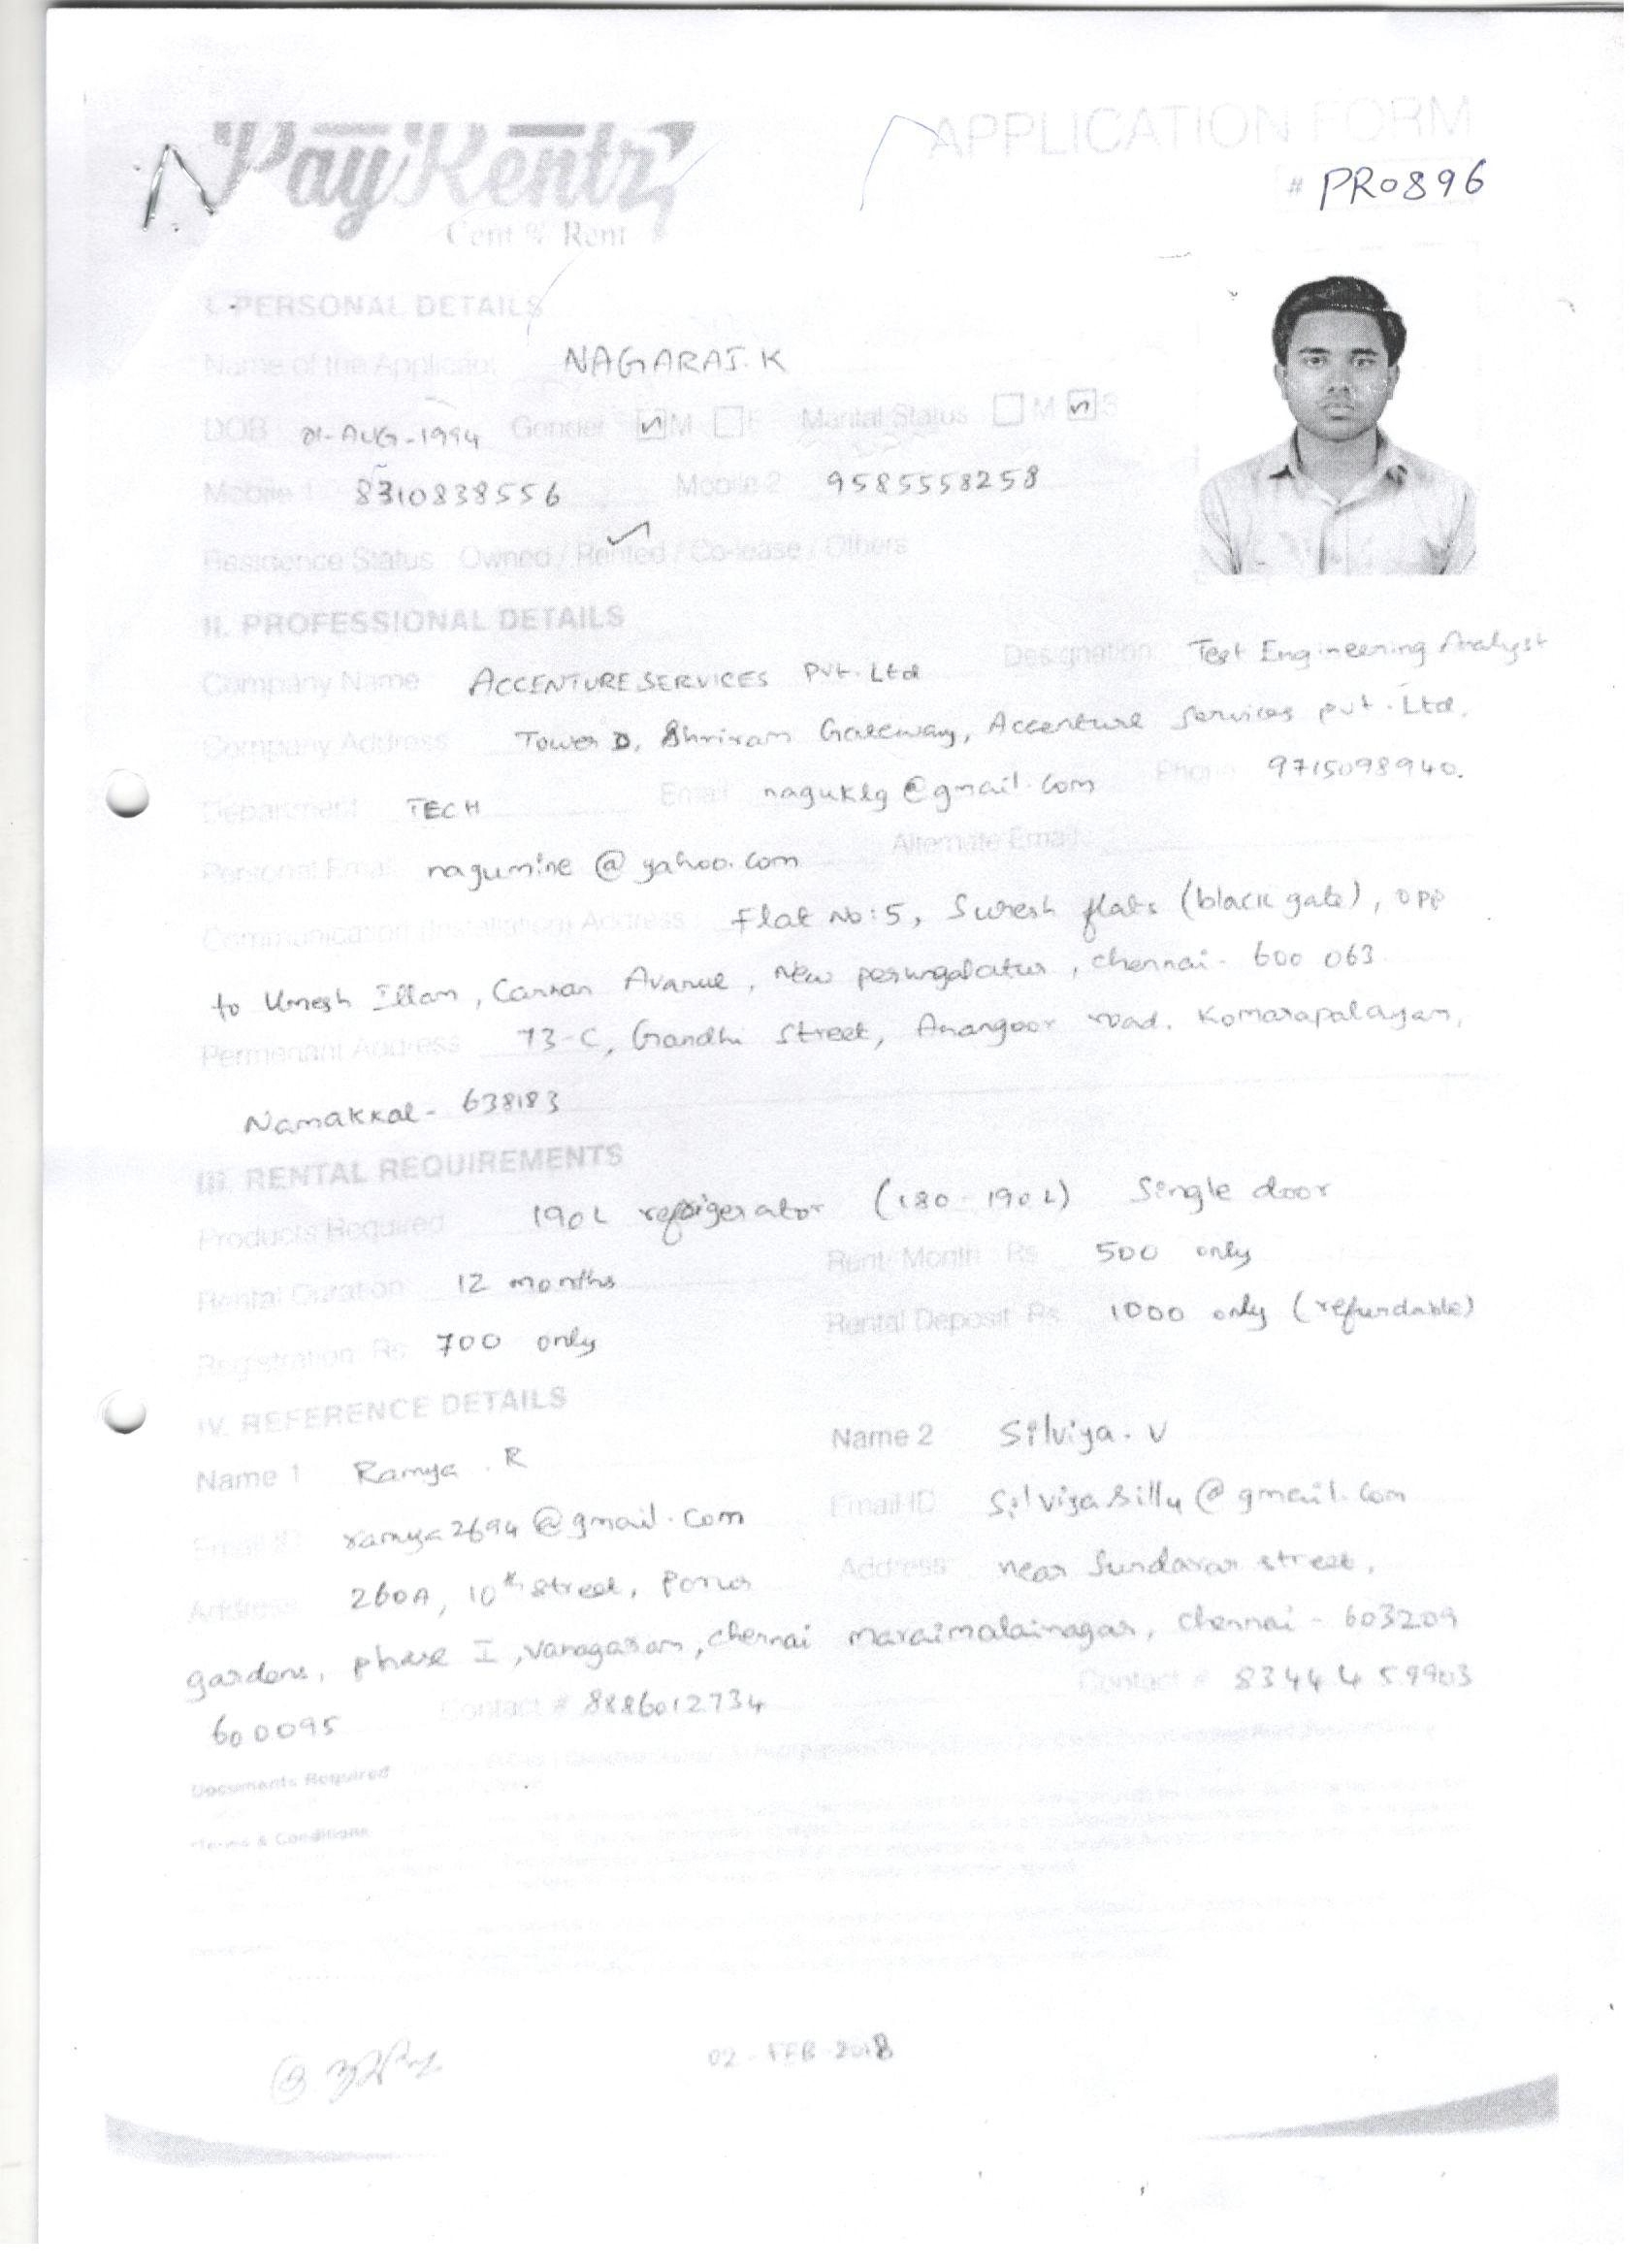 PayRentz
Cent % Rent
APPLICATION FORM
# PR0896
I. PERSONAL DETAILS
Name of the Applicant NAGARAJ. K
DOB 01-AUG-1994 Gender M F Marital Status M S
Mobile 1 8310838556 Mobile 2 9585558258
Residence Status : Owned / Rented / Co-lease / Others
II. PROFESSIONAL DETAILS
Company Name ACCENTURE SERVICES Pvt. Ltd Designation Test Engineering Analyst
Company Address Tower D, Shriram Gateway, Accenture Services pvt. Ltd.
Department TECH Email naguklg@gmail.com Phone 9715098940.
Personal Email nagumine@yahoo.com Alternate Email
Communication (Installation) Address : Flat No: 5, Suresh flats (black gate), opp
to Umesh Illam, Canran Avanue, New perungalatur, chennai - 600 063
Permenant Address 73-C, Gandhi Street, Anangoor road. Komarapalayam,
Namakkal - 638183
III. RENTAL REQUIREMENTS
Products Required 190L refrigerator (180 - 190 L) Single door
Rental Duration 12 months Rent/ Month Rs 500 only
Registration Rs 700 only Rental Deposit Rs 1000 only (refundable)
IV. REFERENCE DETAILS
Name 1 Ramya . R Name 2 Silviya. V
Email ID ramya2694@gmail.com Email ID Silviyasilly@gmail.com
Address 260A, 10th street, Porur Address near Sundarar street,
gardens, phase I, vanagaram, chennai maraimalainagar, chennai - 603209
600095 Contact # 8886012734 Contact # 8344459903
Documents Required
*Terms & Conditions
02 - FEB - 2018